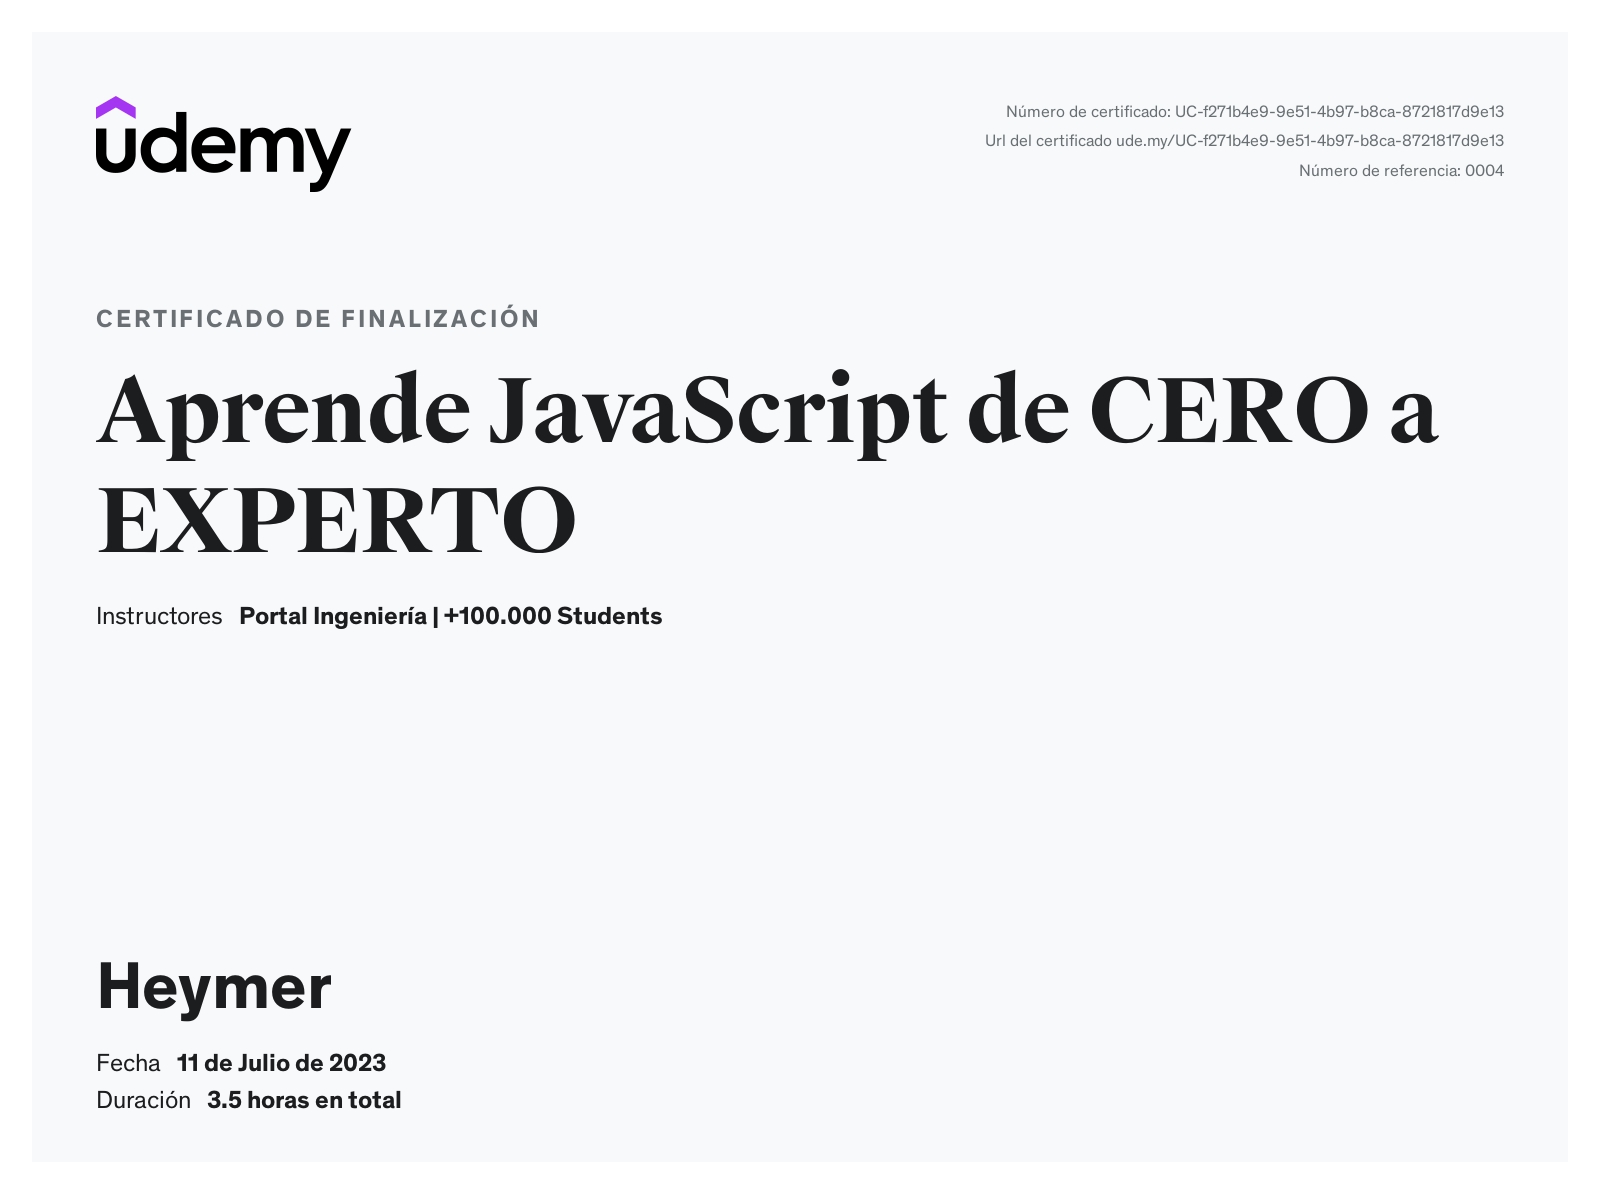 udemy
Número de certificado: UC-f271b4e9-9e51-4b97-b8ca-8721817d9e13
Url del certificado ude.my/UC-f271b4e9-9e51-4b97-b8ca-8721817d9e13
Número de referencia: 0004
CERTIFICADO DE FINALIZACIÓN
Aprende JavaScript de CERO a
EXPERTO
Instructores Portal Ingeniería | +100.000 Students
Heymer
Fecha 11 de Julio de 2023
Duración 3.5 horas en total